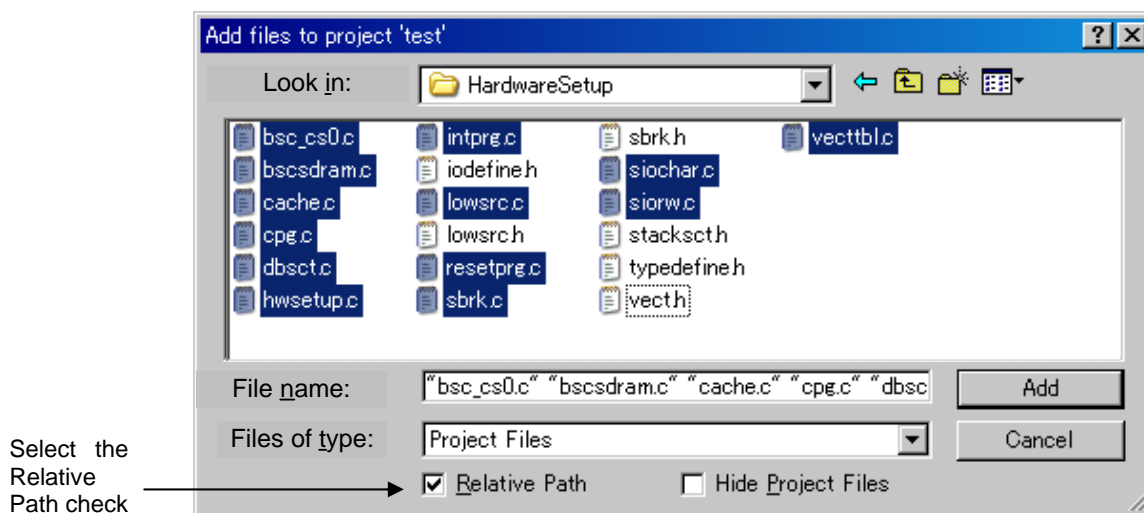 Add files to project 'test'
Look in:
HardwareSetup
bsc_cs0.c
bscsdram.c
cache.c
cpg.c
dbsct.c
hwsetup.c
intprg.c
iodefine.h
lowsrc.c
lowsrc.h
resetprg.c
sbrk.c
sbrk.h
siochar.c
siorw.c
stacksct.h
typedefine.h
vect.h
vecttbl.c
File name:
"bsc_cs0.c" "bscsdram.c" "cache.c" "cpg.c" "dbsc
Add
Files of type:
Project Files
Cancel
Relative Path
Hide Project Files
Select the
Relative
Path check